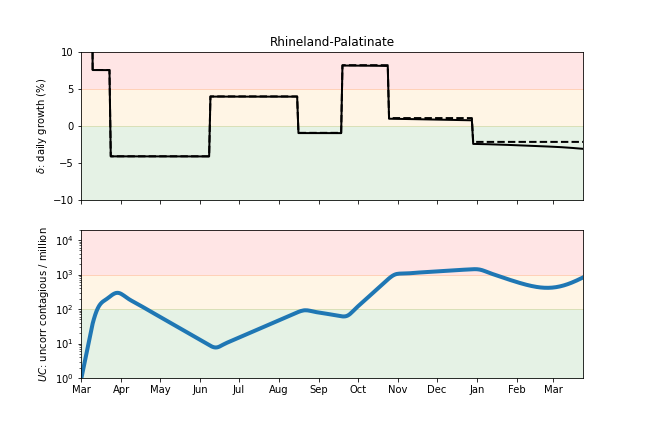 Rhineland-Palatinate
δ: daily growth (%)
10
5
0
−5
−10
UC: uncorr contagious / million
10⁴
10³
10²
10¹
10⁰
Mar Apr May Jun Jul Aug Sep Oct Nov Dec Jan Feb Mar